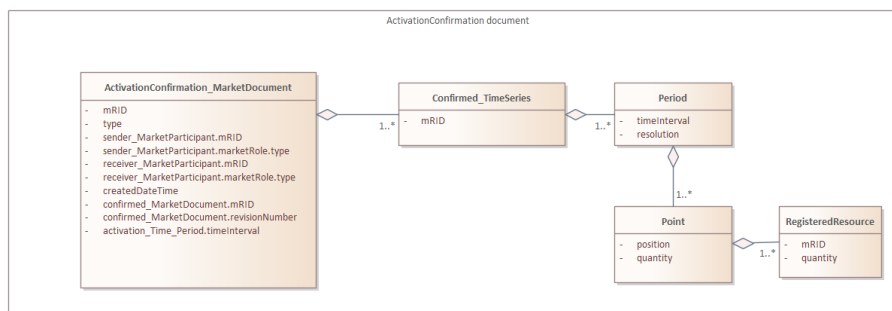 ActivationConfirmation document
ActivationConfirmation_MarketDocument
- mRID
- type
- sender_MarketParticipant.mRID
- sender_MarketParticipant.marketRole.type
- receiver_MarketParticipant.mRID
- receiver_MarketParticipant.marketRole.type
- createdDateTime
- confirmed_MarketDocument.mRID
- confirmed_MarketDocument.revisionNumber
- activation_Time_Period.timeInterval
1..*
Confirmed_TimeSeries
- mRID
1..*
Period
- timeInterval
- resolution
1..*
Point
- position
- quantity
1..*
RegisteredResource
- mRID
- quantity